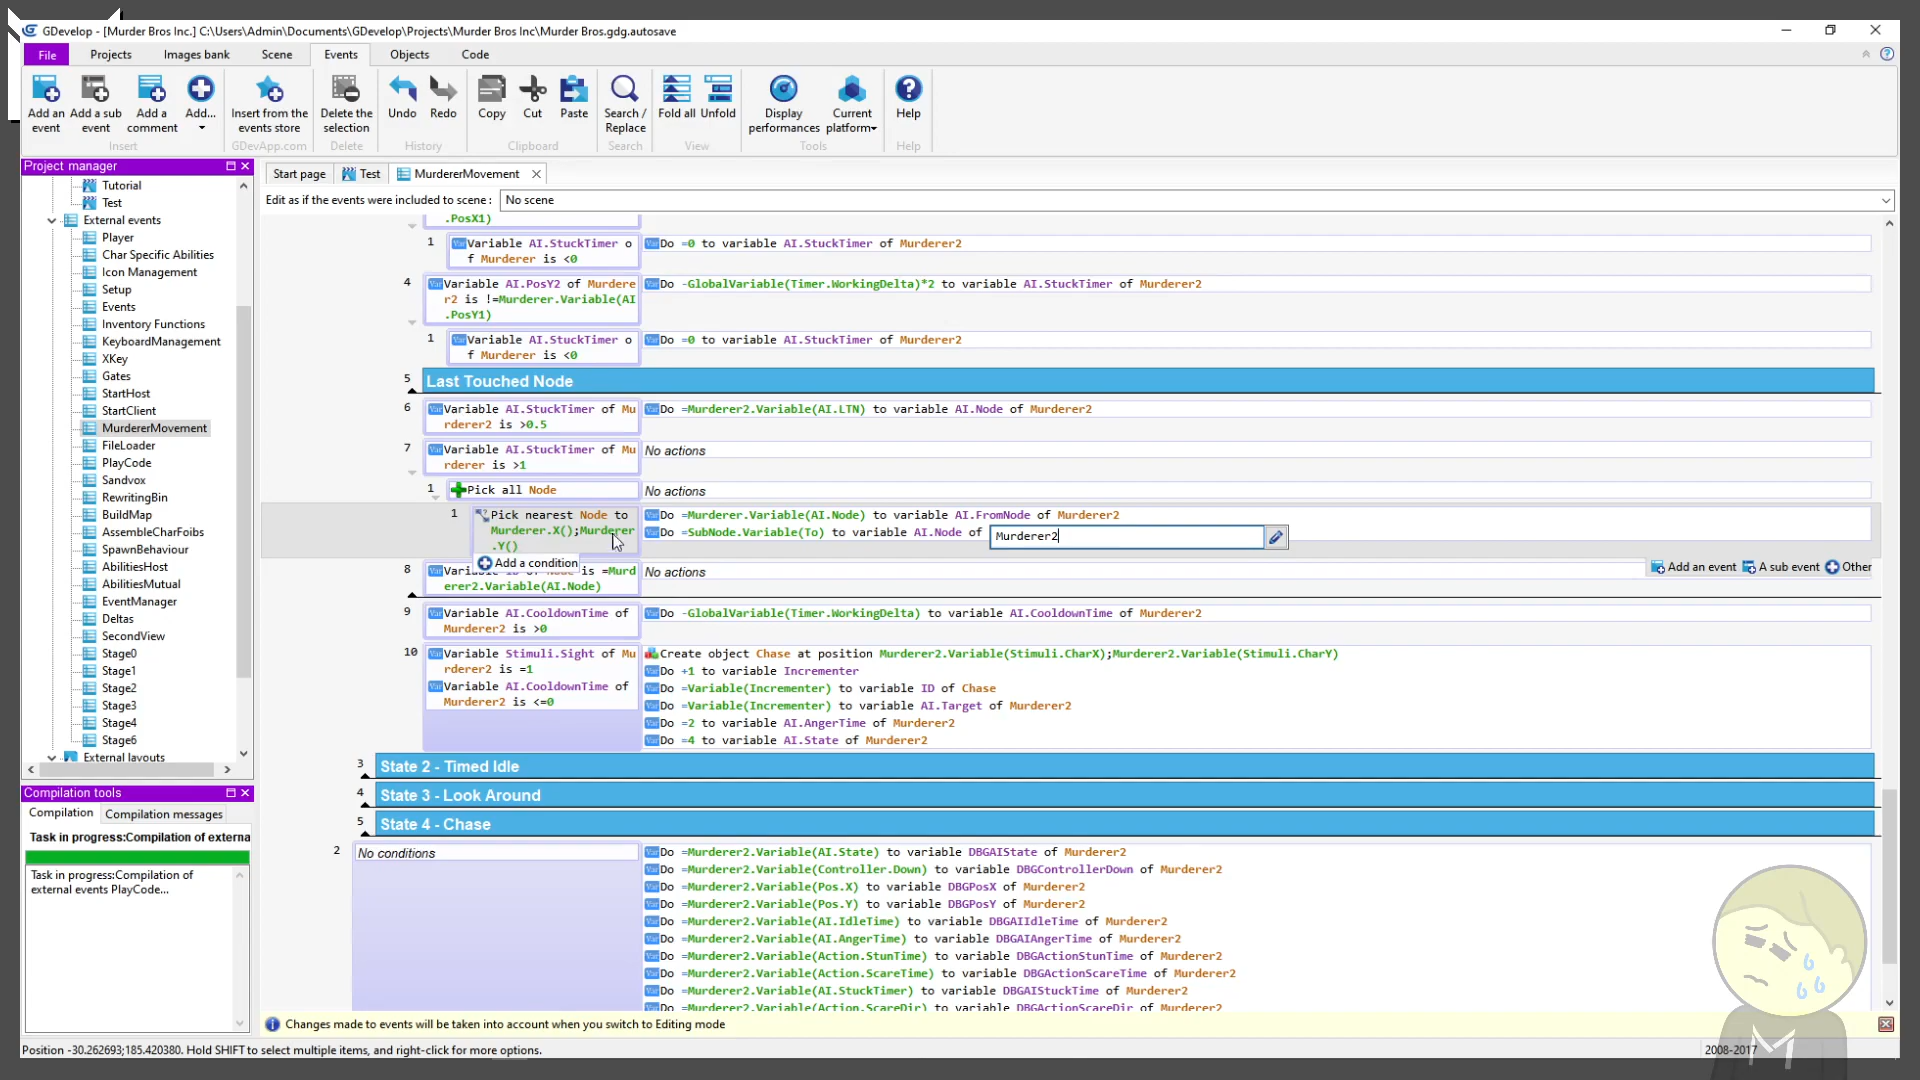 GDevelop - [Murder Bros Inc.] C:\Users\Admin\Documents\GDevelop\Projects\Murder Bros Inc\Murder Bros.gdg.autosave
File Projects Images bank Scene Events Objects Code
Add an event
Add a sub event
Add a comment
Add...
Insert
Insert from the events store
GDevApp.com
Delete the selection
Delete
Undo Redo
History
Copy Cut Paste
Clipboard
Search / Replace
Search
Fold all Unfold
View
Display performances
Current platform
Tools
Help
Help
Project manager
Tutorial
Test
External events
Player
Char Specific Abilities
Icon Management
Setup
Events
Inventory Functions
KeyboardManagement
XKey
Gates
StartHost
StartClient
MurdererMovement
FileLoader
PlayCode
Sandvox
RewritingBin
BuildMap
AssembleCharFoibs
SpawnBehaviour
AbilitiesHost
AbilitiesMutual
EventManager
Deltas
SecondView
Stage0
Stage1
Stage2
Stage3
Stage4
Stage6
External layouts
Compilation tools
Compilation Compilation messages
Task in progress:Compilation of externa
Task in progress:Compilation of
external events PlayCode...
Start page Test MurdererMovement
Edit as if the events were included to scene : No scene
.PosX1)
1 Variable AI.StuckTimer o
f Murderer is <0
Do =0 to variable AI.StuckTimer of Murderer2
4 Variable AI.PosY2 of Murdere
r2 is !=Murderer.Variable(AI
.PosY1)
Do -GlobalVariable(Timer.WorkingDelta)*2 to variable AI.StuckTimer of Murderer2
1 Variable AI.StuckTimer o
f Murderer is <0
Do =0 to variable AI.StuckTimer of Murderer2
5 Last Touched Node
6 Variable AI.StuckTimer of Mu
rderer2 is >0.5
Do =Murderer2.Variable(AI.LTN) to variable AI.Node of Murderer2
7 Variable AI.StuckTimer of Mu
rderer is >1
No actions
1 Pick all Node
No actions
1 Pick nearest Node to
Murderer.X();Murderer
.Y()
Add a condition
Do =Murderer.Variable(AI.Node) to variable AI.FromNode of Murderer2
Do =SubNode.Variable(To) to variable AI.Node of Murderer2
Add an event A sub event Other
8 Variable ID of Node is =Murd
erer2.Variable(AI.Node)
No actions
9 Variable AI.CooldownTime of
Murderer2 is >0
Do -GlobalVariable(Timer.WorkingDelta) to variable AI.CooldownTime of Murderer2
10 Variable Stimuli.Sight of Mu
rderer2 is =1
Variable AI.CooldownTime of
Murderer2 is <=0
Create object Chase at position Murderer2.Variable(Stimuli.CharX);Murderer2.Variable(Stimuli.CharY)
Do +1 to variable Incrementer
Do =Variable(Incrementer) to variable ID of Chase
Do =Variable(Incrementer) to variable AI.Target of Murderer2
Do =2 to variable AI.AngerTime of Murderer2
Do =4 to variable AI.State of Murderer2
3 State 2 - Timed Idle
4 State 3 - Look Around
5 State 4 - Chase
2 No conditions
Do =Murderer2.Variable(AI.State) to variable DBGAIState of Murderer2
Do =Murderer2.Variable(Controller.Down) to variable DBGControllerDown of Murderer2
Do =Murderer2.Variable(Pos.X) to variable DBGPosX of Murderer2
Do =Murderer2.Variable(Pos.Y) to variable DBGPosY of Murderer2
Do =Murderer2.Variable(AI.IdleTime) to variable DBGAIIdleTime of Murderer2
Do =Murderer2.Variable(AI.AngerTime) to variable DBGAIAngerTime of Murderer2
Do =Murderer2.Variable(Action.StunTime) to variable DBGActionStunTime of Murderer2
Do =Murderer2.Variable(Action.ScareTime) to variable DBGActionScareTime of Murderer2
Do =Murderer2.Variable(AI.StuckTimer) to variable DBGAIStuckTime of Murderer2
Do =Murderer2.Variable(Action.ScareDir) to variable DBGActionScareDir of Murderer2
Changes made to events will be taken into account when you switch to Editing mode
Position -30.262693;185.420380. Hold SHIFT to select multiple items, and right-click for more options.
2008-2017